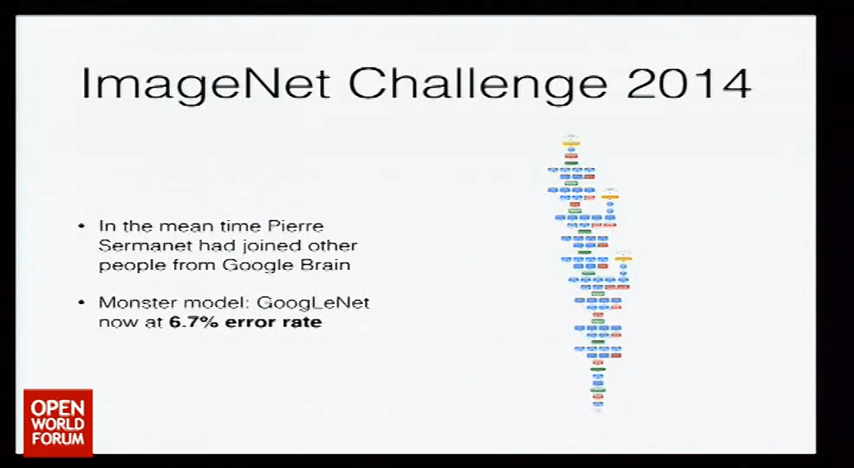 ImageNet Challenge 2014
• In the mean time Pierre
Sermanet had joined other
people from Google Brain
• Monster model: GoogLeNet
now at 6.7% error rate
OPEN
WORLD
FORUM